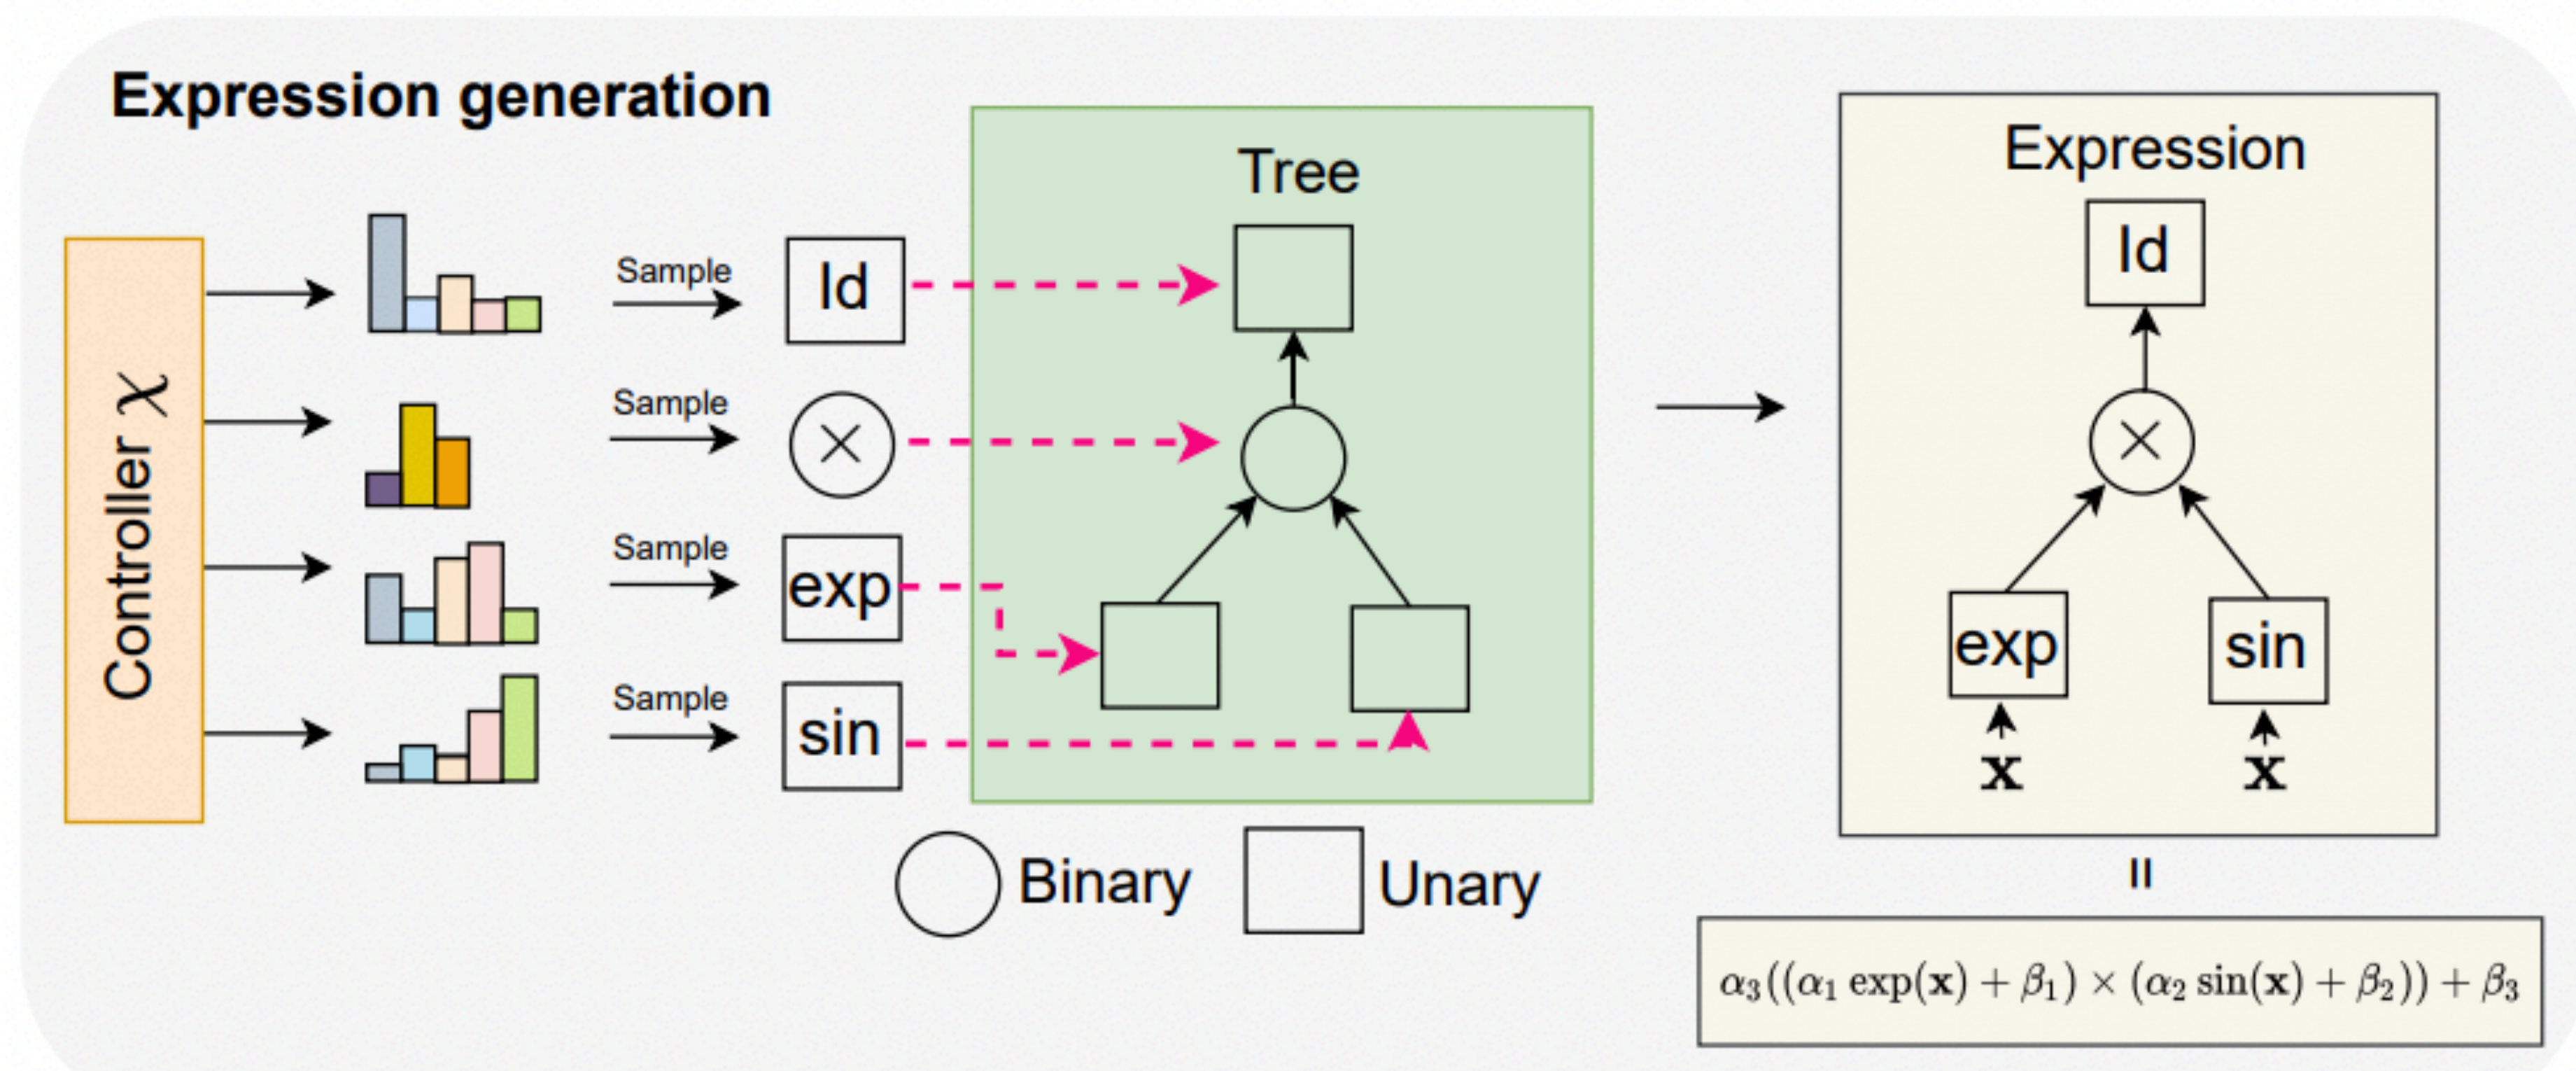 Expression generation
Controller χ
Sample
Id
Sample
×
Sample
exp
Sample
sin
Tree
Binary
Unary
Expression
Id
×
exp
sin
x
x
=
α₃((α₁ exp(x) + β₁) × (α₂ sin(x) + β₂)) + β₃